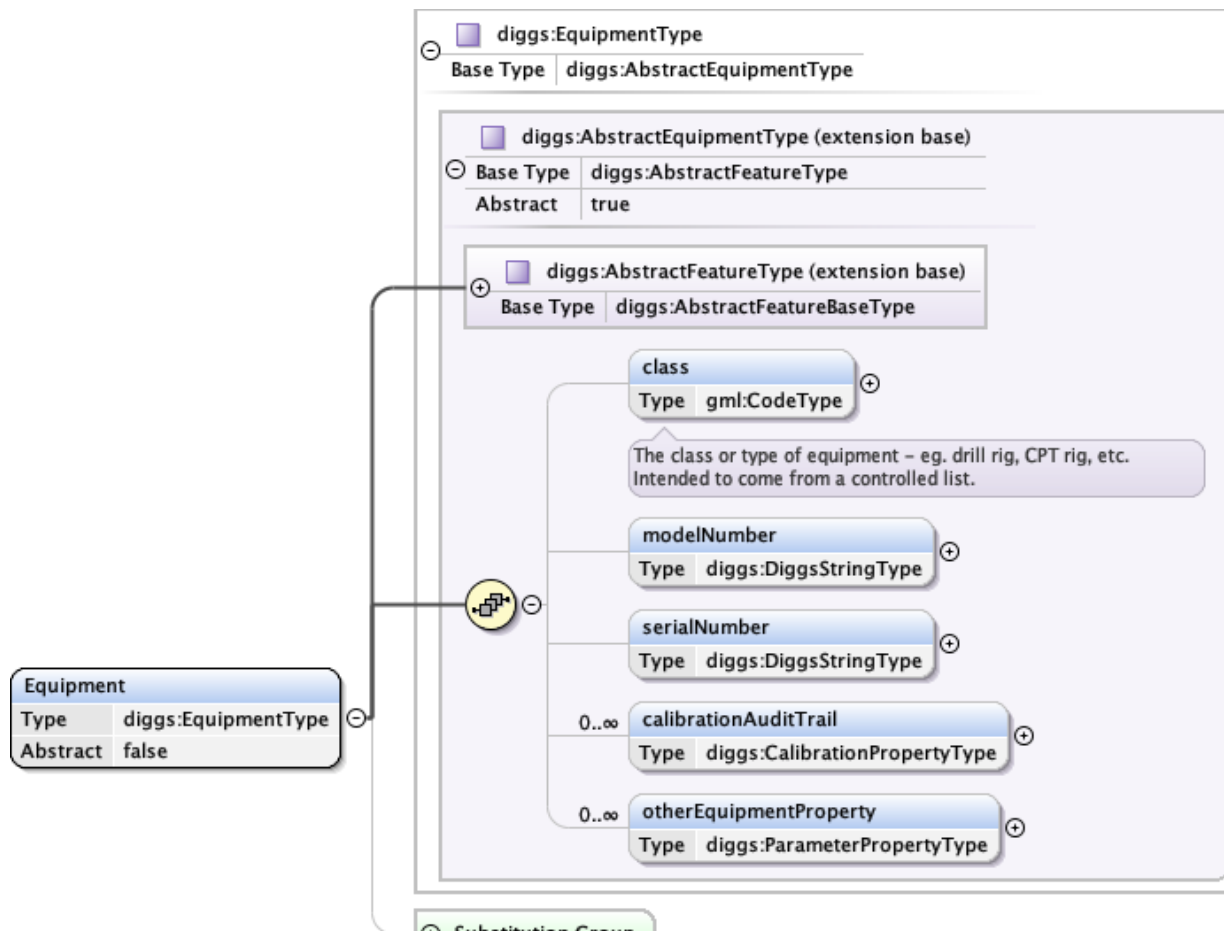 diggs:EquipmentType
Base Type diggs:AbstractEquipmentType
diggs:AbstractEquipmentType (extension base)
Base Type diggs:AbstractFeatureType
Abstract true
diggs:AbstractFeatureType (extension base)
Base Type diggs:AbstractFeatureBaseType
class
Type gml:CodeType
The class or type of equipment – eg. drill rig, CPT rig, etc.
Intended to come from a controlled list.
modelNumber
Type diggs:DiggsStringType
serialNumber
Type diggs:DiggsStringType
Equipment
Type diggs:EquipmentType
Abstract false
0..∞ calibrationAuditTrail
Type diggs:CalibrationPropertyType
0..∞ otherEquipmentProperty
Type diggs:ParameterPropertyType
Substitution Group